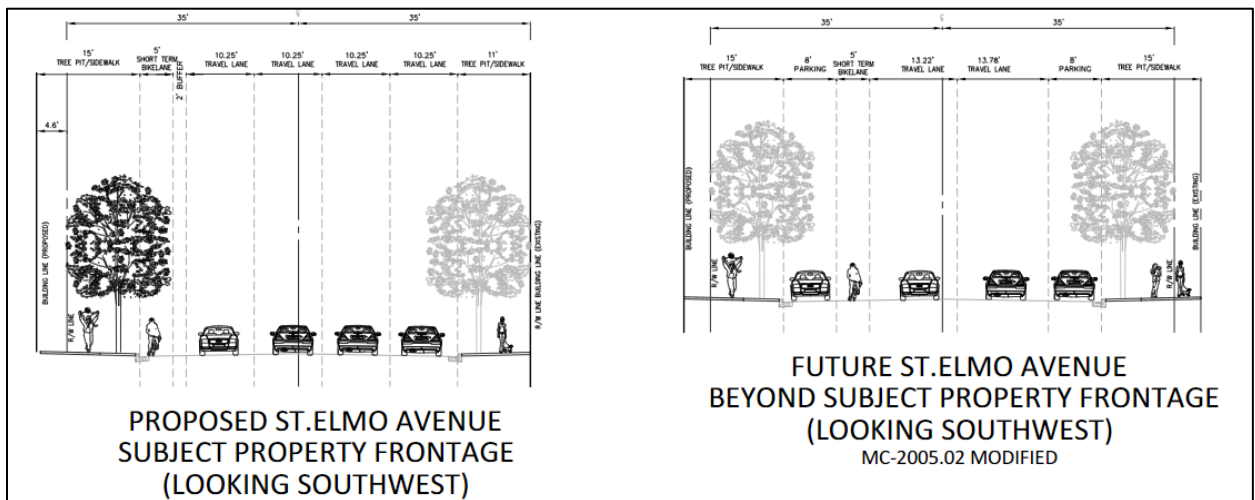 35' 35'
15' 5' 10.25' 10.25' 10.25' 10.25' 11'
TREE PIT/SIDEWALK SHORT TERM BIKELANE TRAVEL LANE TRAVEL LANE TRAVEL LANE TRAVEL LANE TREE PIT/SIDEWALK
2' BUFFER
4.6'
BUILDING LINE (PROPOSED)
R/W LINE
R/W LINE BUILDING LINE (EXISTING)
PROPOSED ST.ELMO AVENUE
SUBJECT PROPERTY FRONTAGE
(LOOKING SOUTHWEST)
35' 35'
15' 8' 5' 13.22' 13.78' 8' 15'
TREE PIT/SIDEWALK PARKING SHORT TERM BIKELANE TRAVEL LANE TRAVEL LANE PARKING TREE PIT/SIDEWALK
BUILDING LINE (PROPOSED)
R/W LINE
R/W LINE
BUILDING LINE (EXISTING)
FUTURE ST.ELMO AVENUE
BEYOND SUBJECT PROPERTY FRONTAGE
(LOOKING SOUTHWEST)
MC-2005.02 MODIFIED